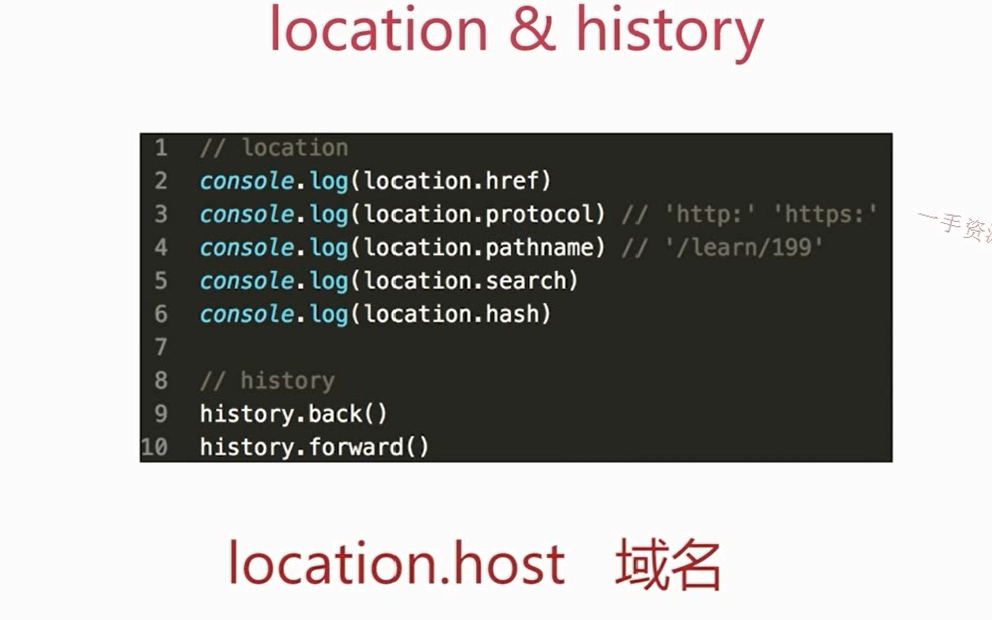 location & history
1 // location
2 console.log(location.href)
3 console.log(location.protocol) // 'http:' 'https:'
4 console.log(location.pathname) // '/learn/199'
5 console.log(location.search)
6 console.log(location.hash)
7
8 // history
9 history.back()
10 history.forward()
一手资源
location.host 域名